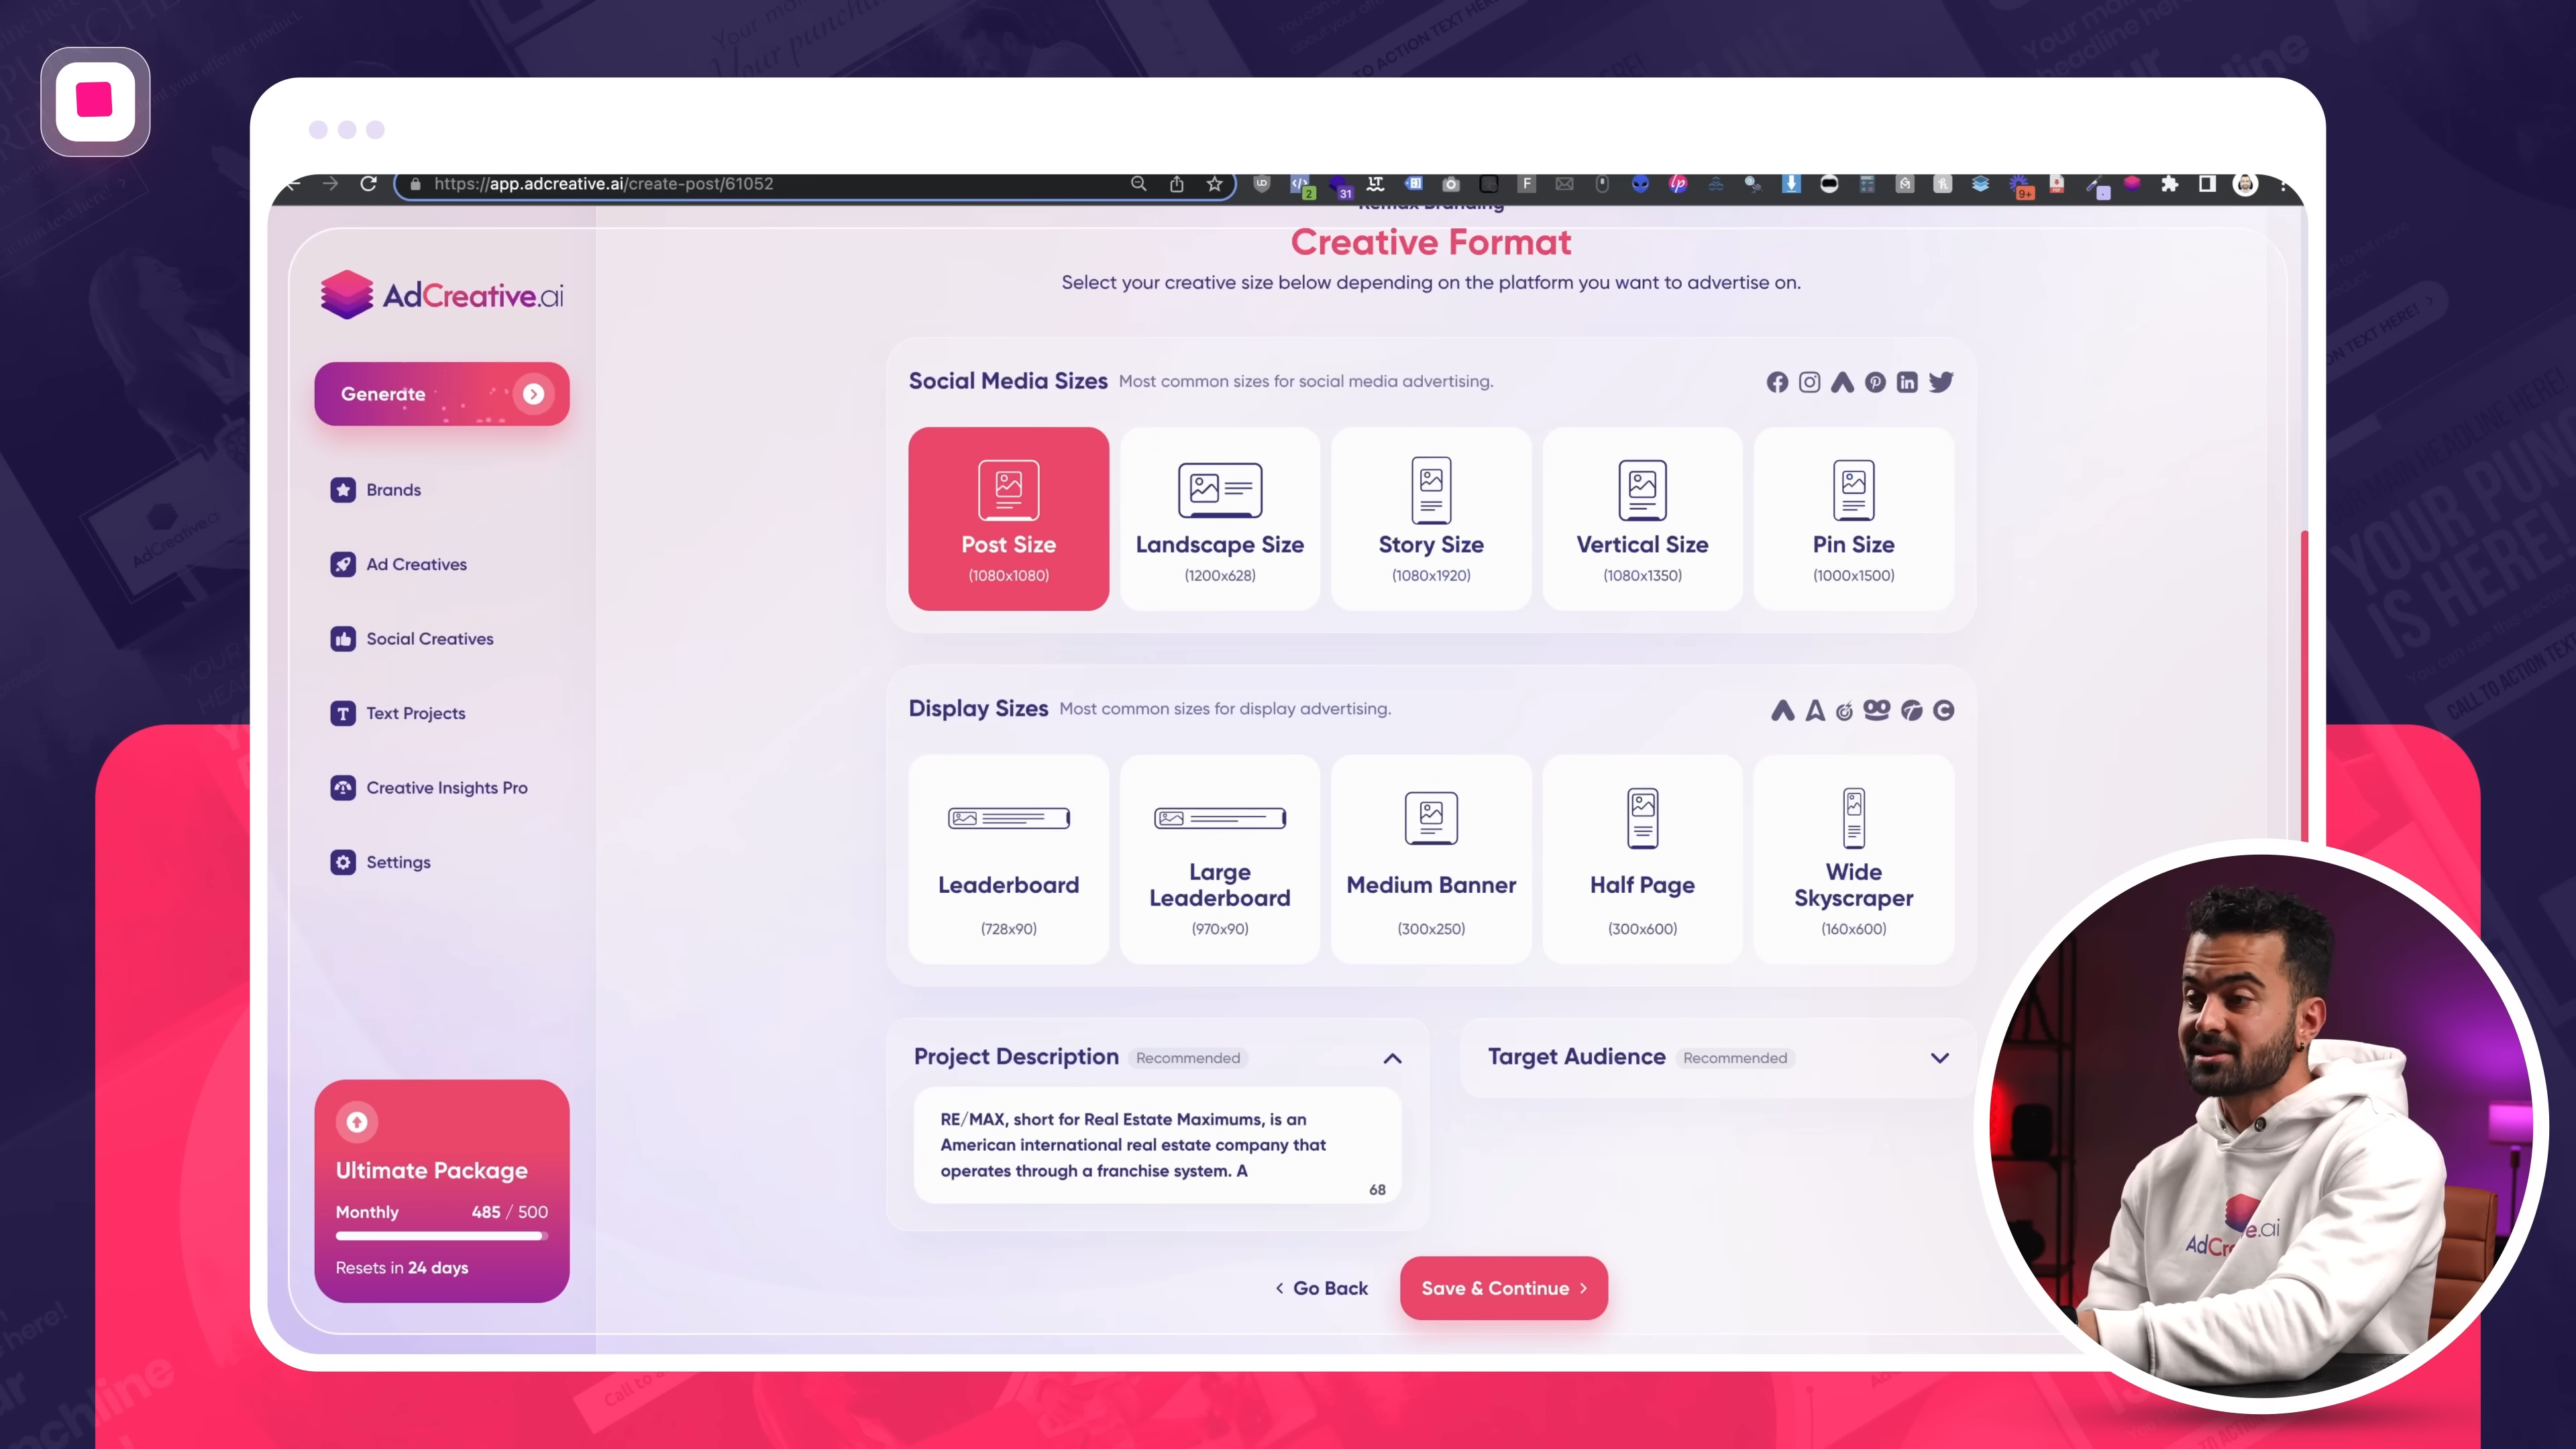 https://app.adcreative.ai/create-post/61052
Remax Branding
Creative Format
Select your creative size below depending on the platform you want to advertise on.
AdCreative.ai
Generate
Brands
Ad Creatives
Social Creatives
Text Projects
Creative Insights Pro
Settings
Ultimate Package
Monthly 485 / 500
Resets in 24 days
Social Media Sizes Most common sizes for social media advertising.
Post Size
(1080x1080)
Landscape Size
(1200x628)
Story Size
(1080x1920)
Vertical Size
(1080x1350)
Pin Size
(1000x1500)
Display Sizes Most common sizes for display advertising.
Leaderboard
(728x90)
Large
Leaderboard
(970x90)
Medium Banner
(300x250)
Half Page
(300x600)
Wide
Skyscraper
(160x600)
Project Description Recommended
RE/MAX, short for Real Estate Maximums, is an
American international real estate company that
operates through a franchise system. A
68
Target Audience Recommended
Go Back
Save & Continue